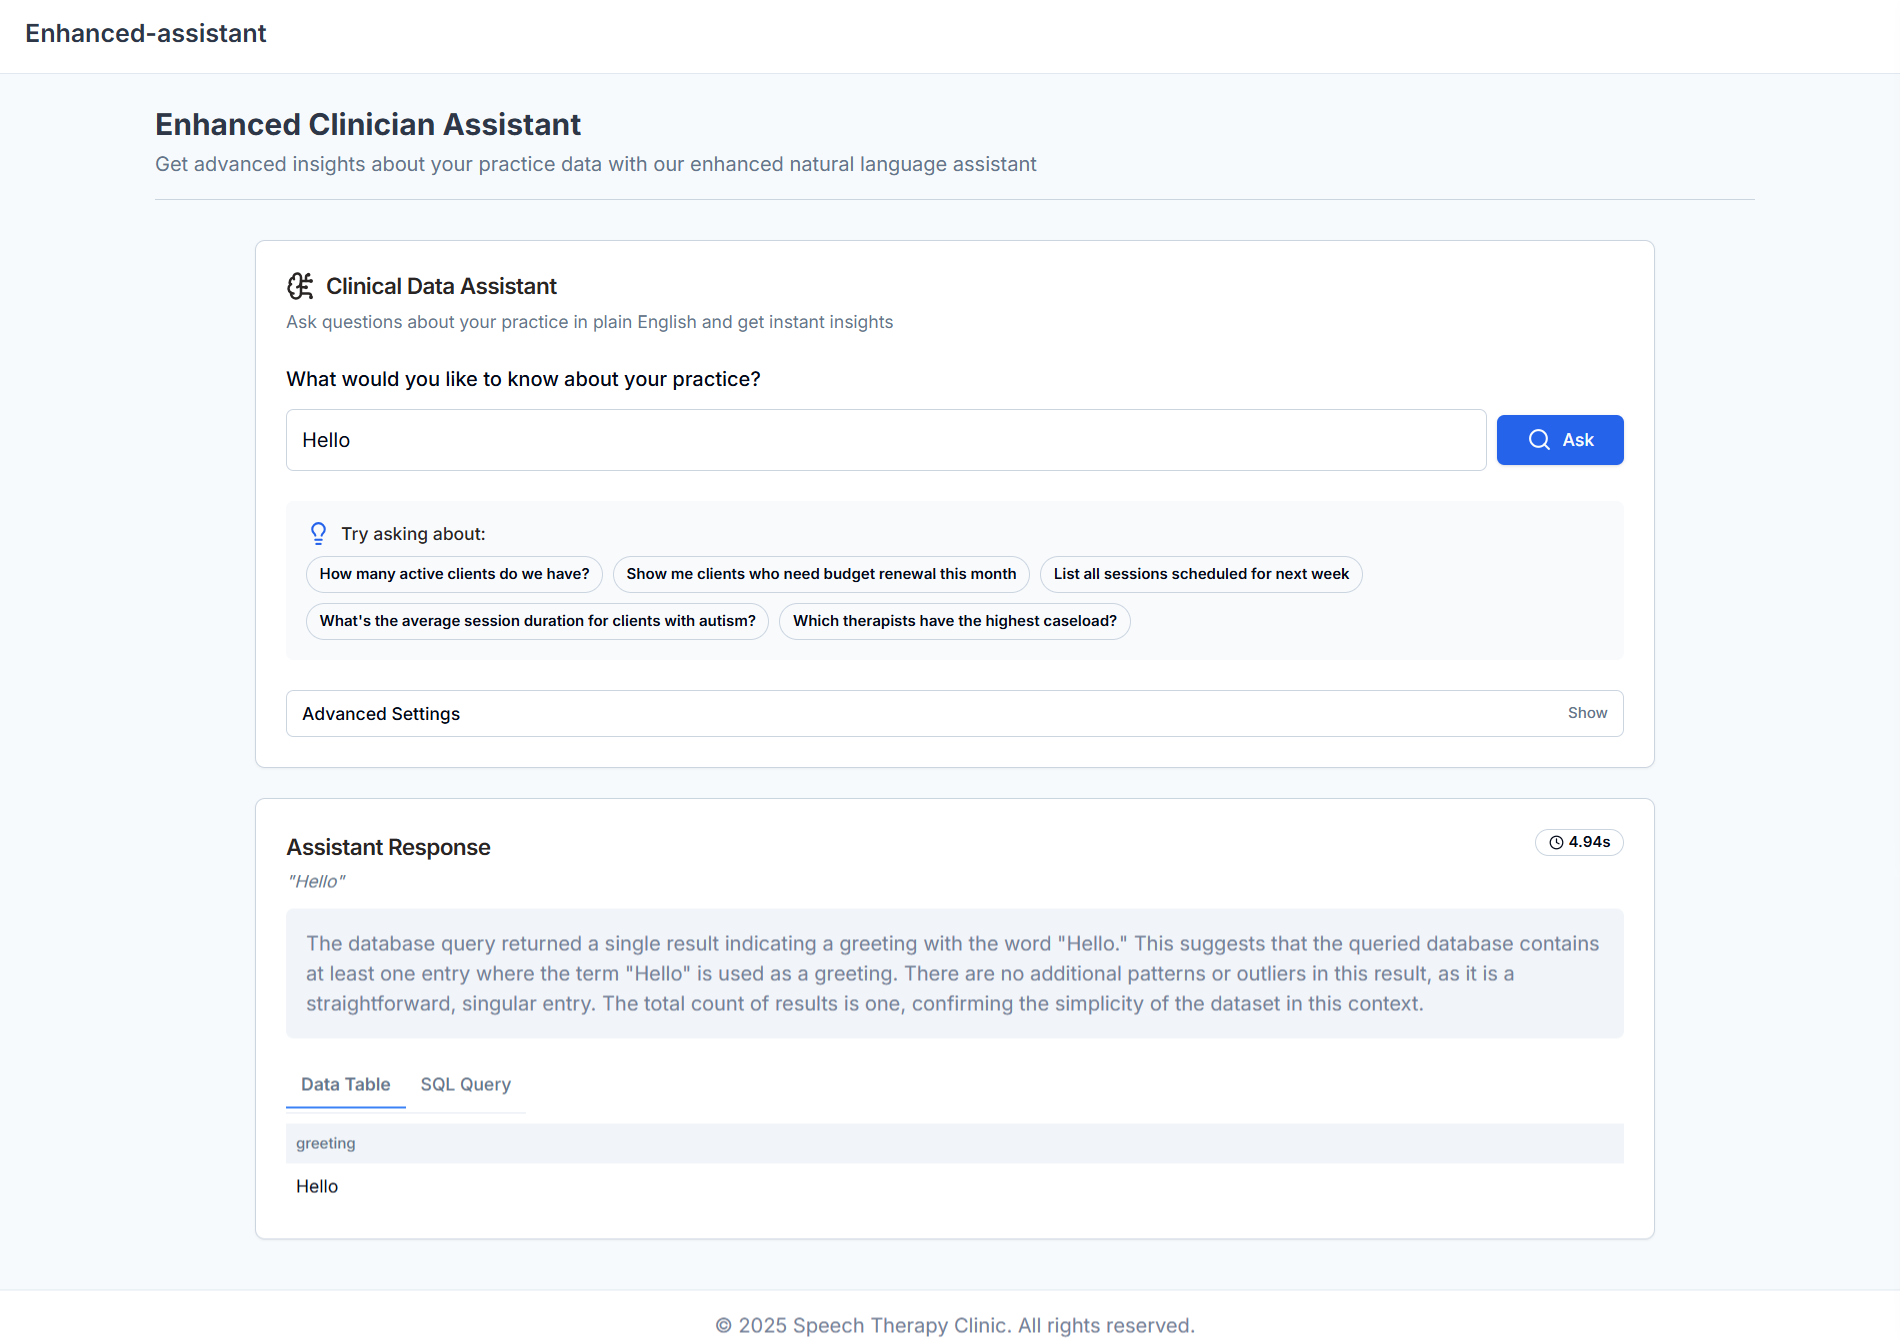 Enhanced-assistant
Enhanced Clinician Assistant
Get advanced insights about your practice data with our enhanced natural language assistant
Clinical Data Assistant
Ask questions about your practice in plain English and get instant insights
What would you like to know about your practice?
Hello
Ask
Try asking about:
How many active clients do we have?
Show me clients who need budget renewal this month
List all sessions scheduled for next week
What's the average session duration for clients with autism?
Which therapists have the highest caseload?
Advanced Settings
Show
Assistant Response
4.94s
"Hello"
The database query returned a single result indicating a greeting with the word "Hello." This suggests that the queried database contains
at least one entry where the term "Hello" is used as a greeting. There are no additional patterns or outliers in this result, as it is a
straightforward, singular entry. The total count of results is one, confirming the simplicity of the dataset in this context.
Data Table
SQL Query
greeting
Hello
© 2025 Speech Therapy Clinic. All rights reserved.